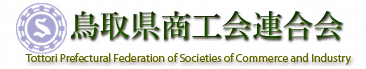 S
鳥取県商工会連合会
Tottori Prefectural Federation of Societies of Commerce and Industry